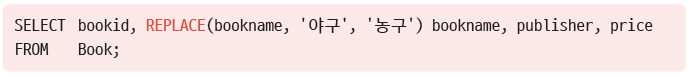 SELECT bookid, REPLACE(bookname, '야구', '농구') bookname, publisher, price
FROM Book;